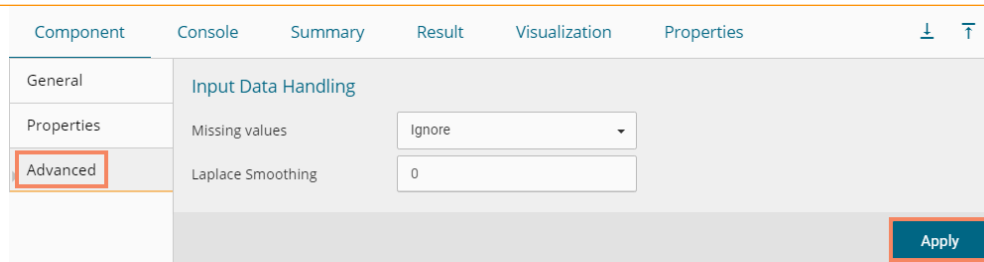 Component Console Summary Result Visualization Properties
General
Input Data Handling
Properties
Missing values Ignore
Advanced
Laplace Smoothing 0
Apply